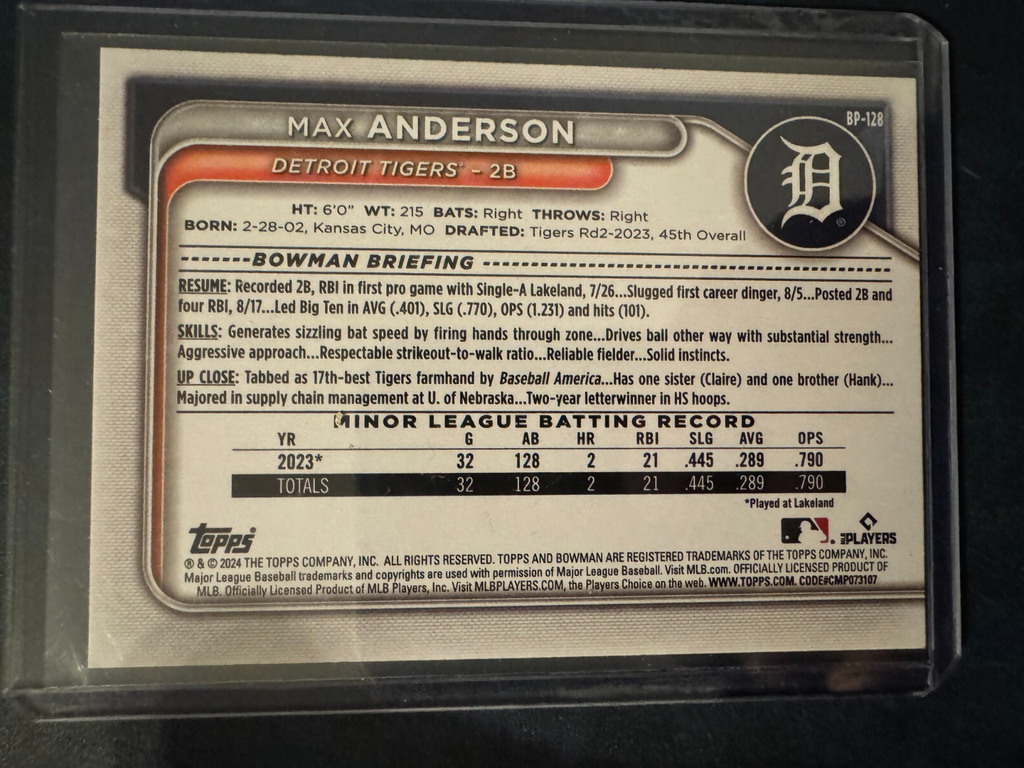 BP-128
MAX ANDERSON
DETROIT TIGERS® – 2B
D
®
HT: 6'0" WT: 215 BATS: Right THROWS: Right
BORN: 2-28-02, Kansas City, MO DRAFTED: Tigers Rd2-2023, 45th Overall
BOWMAN BRIEFING
RESUME: Recorded 2B, RBI in first pro game with Single-A Lakeland, 7/26...Slugged first career dinger, 8/5...Posted 2B and
four RBI, 8/17...Led Big Ten in AVG (.401), SLG (.770), OPS (1.231) and hits (101).
SKILLS: Generates sizzling bat speed by firing hands through zone...Drives ball other way with substantial strength...
Aggressive approach...Respectable strikeout-to-walk ratio...Reliable fielder...Solid instincts.
UP CLOSE: Tabbed as 17th-best Tigers farmhand by Baseball America...Has one sister (Claire) and one brother (Hank)...
Majored in supply chain management at U. of Nebraska...Two-year letterwinner in HS hoops.
MINOR LEAGUE BATTING RECORD
YR G AB HR RBI SLG AVG OPS
2023* 32 128 2 21 .445 .289 .790
TOTALS 32 128 2 21 .445 .289 .790
*Played at Lakeland
Topps
MLB PLAYERS
® & © 2024 THE TOPPS COMPANY, INC. ALL RIGHTS RESERVED. TOPPS AND BOWMAN ARE REGISTERED TRADEMARKS OF THE TOPPS COMPANY, INC.
Major League Baseball trademarks and copyrights are used with permission of Major League Baseball. Visit MLB.com. OFFICIALLY LICENSED PRODUCT OF
MLB. Officially Licensed Product of MLB Players, Inc. Visit MLBPLAYERS.COM, the Players Choice on the web. WWW.TOPPS.COM. CODE#CMP073107